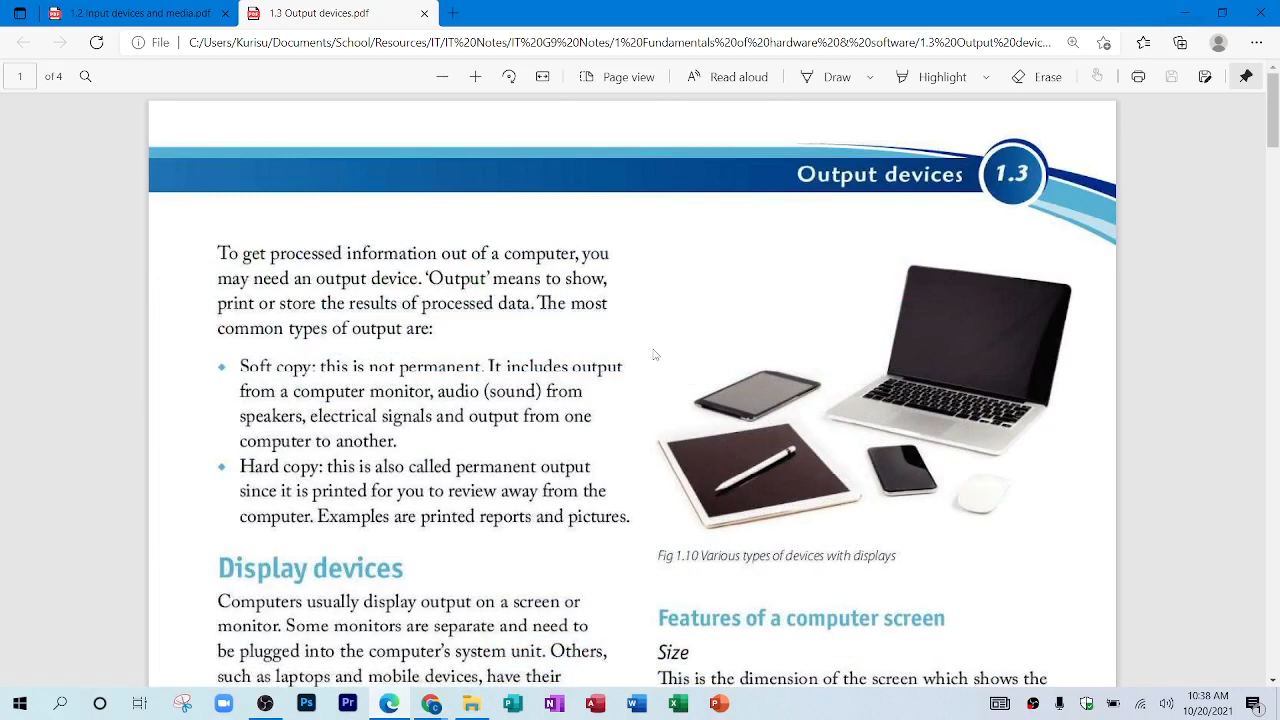 1.2 Input devices and media.pdf
1.3 Output devices.pdf
File
C:/Users/Kurisu/Documents/School/Resources/IT/IT%20Notes/IT%20G9%20Notes/1%20Fundamentals%20of%20hardware%20&%20software/1.3%20Output%20devic...
1 of 4
Page view
Read aloud
Draw
Highlight
Erase
Output devices 1.3
To get processed information out of a computer, you
may need an output device. ‘Output’ means to show,
print or store the results of processed data. The most
common types of output are:
Soft copy: this is not permanent. It includes output
from a computer monitor, audio (sound) from
speakers, electrical signals and output from one
computer to another.
Hard copy: this is also called permanent output
since it is printed for you to review away from the
computer. Examples are printed reports and pictures.
Display devices
Computers usually display output on a screen or
monitor. Some monitors are separate and need to
be plugged into the computer’s system unit. Others,
such as laptops and mobile devices, have their
Fig 1.10 Various types of devices with displays
Features of a computer screen
Size
This is the dimension of the screen which shows the
10:38 AM
10/20/2021